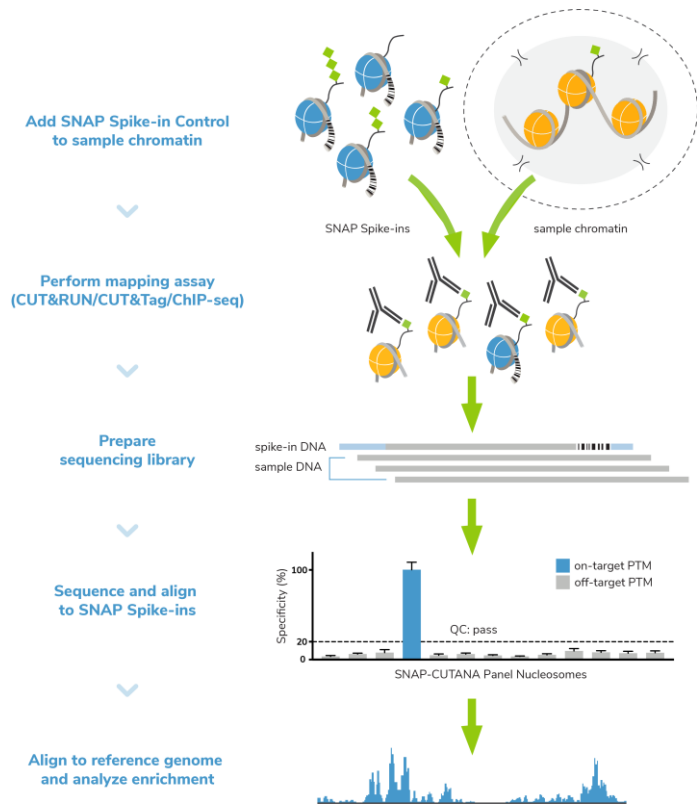 Add SNAP Spike-in Control
to sample chromatin
SNAP Spike-ins
sample chromatin
Perform mapping assay
(CUT&RUN/CUT&Tag/ChIP-seq)
Prepare
sequencing library
spike-in DNA
sample DNA
Sequence and align
to SNAP Spike-ins
Specificity (%)
100
20
0
on-target PTM
off-target PTM
QC: pass
SNAP-CUTANA Panel Nucleosomes
Align to reference genome
and analyze enrichment